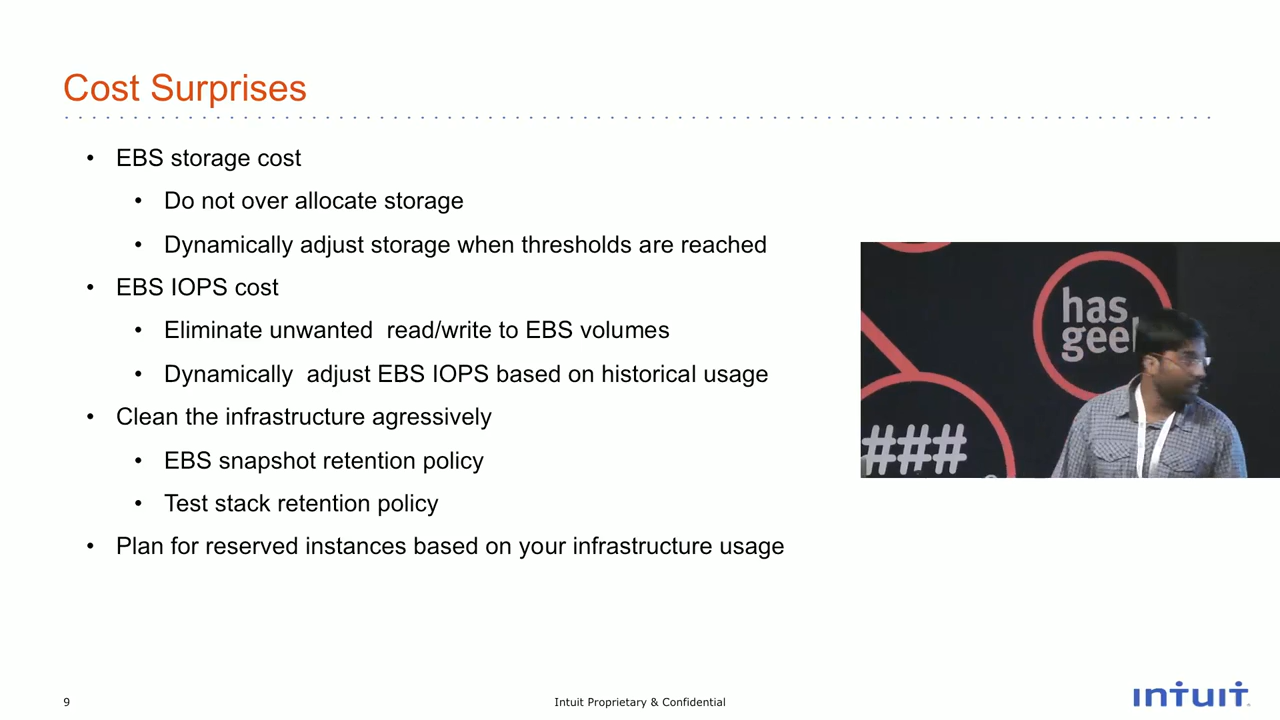 Cost Surprises
• EBS storage cost
• Do not over allocate storage
• Dynamically adjust storage when thresholds are reached
• EBS IOPS cost
• Eliminate unwanted  read/write to EBS volumes
• Dynamically  adjust EBS IOPS based on historical usage
• Clean the infrastructure agressively
• EBS snapshot retention policy
• Test stack retention policy
• Plan for reserved instances based on your infrastructure usage
has
gee
###
9
Intuit Proprietary & Confidential
ıntuıt